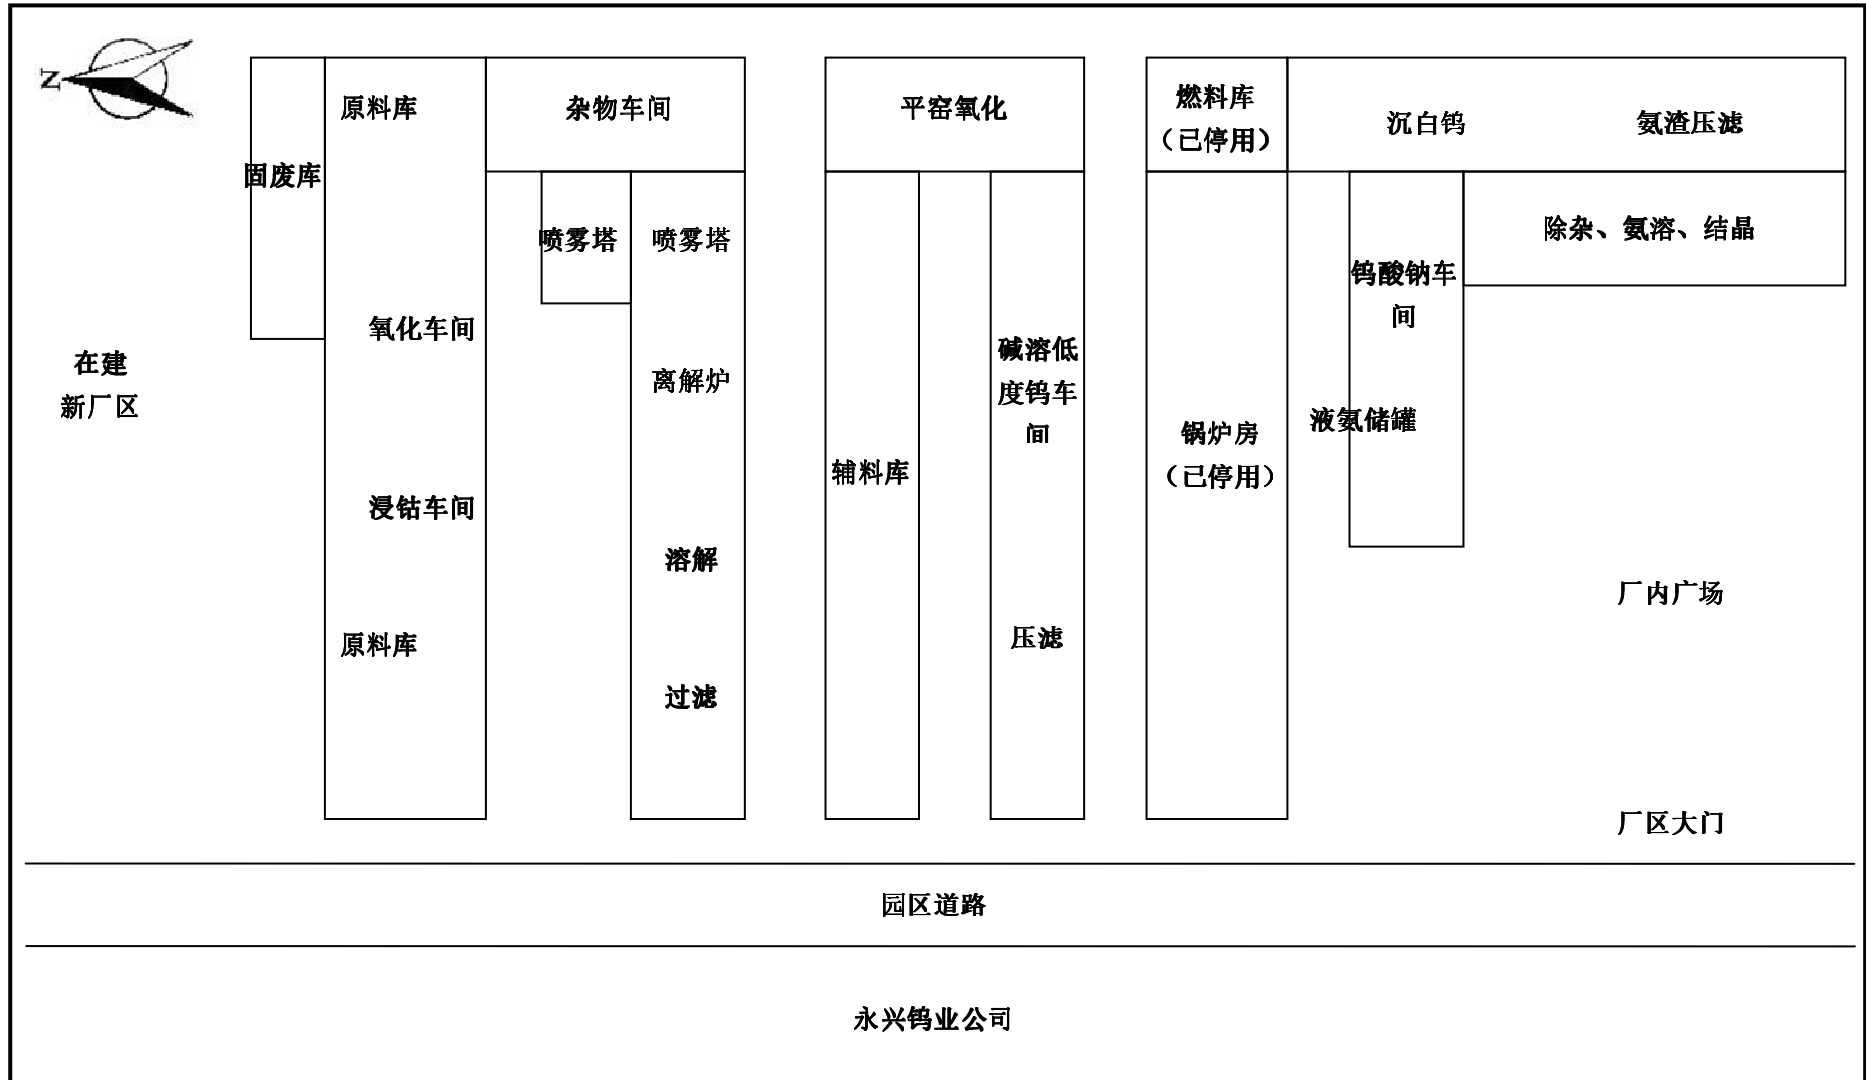 Z
原料库
杂物车间
平窑氧化
燃料库
（已停用）
沉白钨
氨渣压滤
固废库
喷雾塔
喷雾塔
除杂、氨溶、结晶
钨酸钠车
间
氧化车间
离解炉
碱溶低
度钨车
间
在建
新厂区
液氨储罐
锅炉房
（已停用）
辅料库
浸钴车间
溶解
厂内广场
原料库
压滤
过滤
厂区大门
园区道路
永兴钨业公司